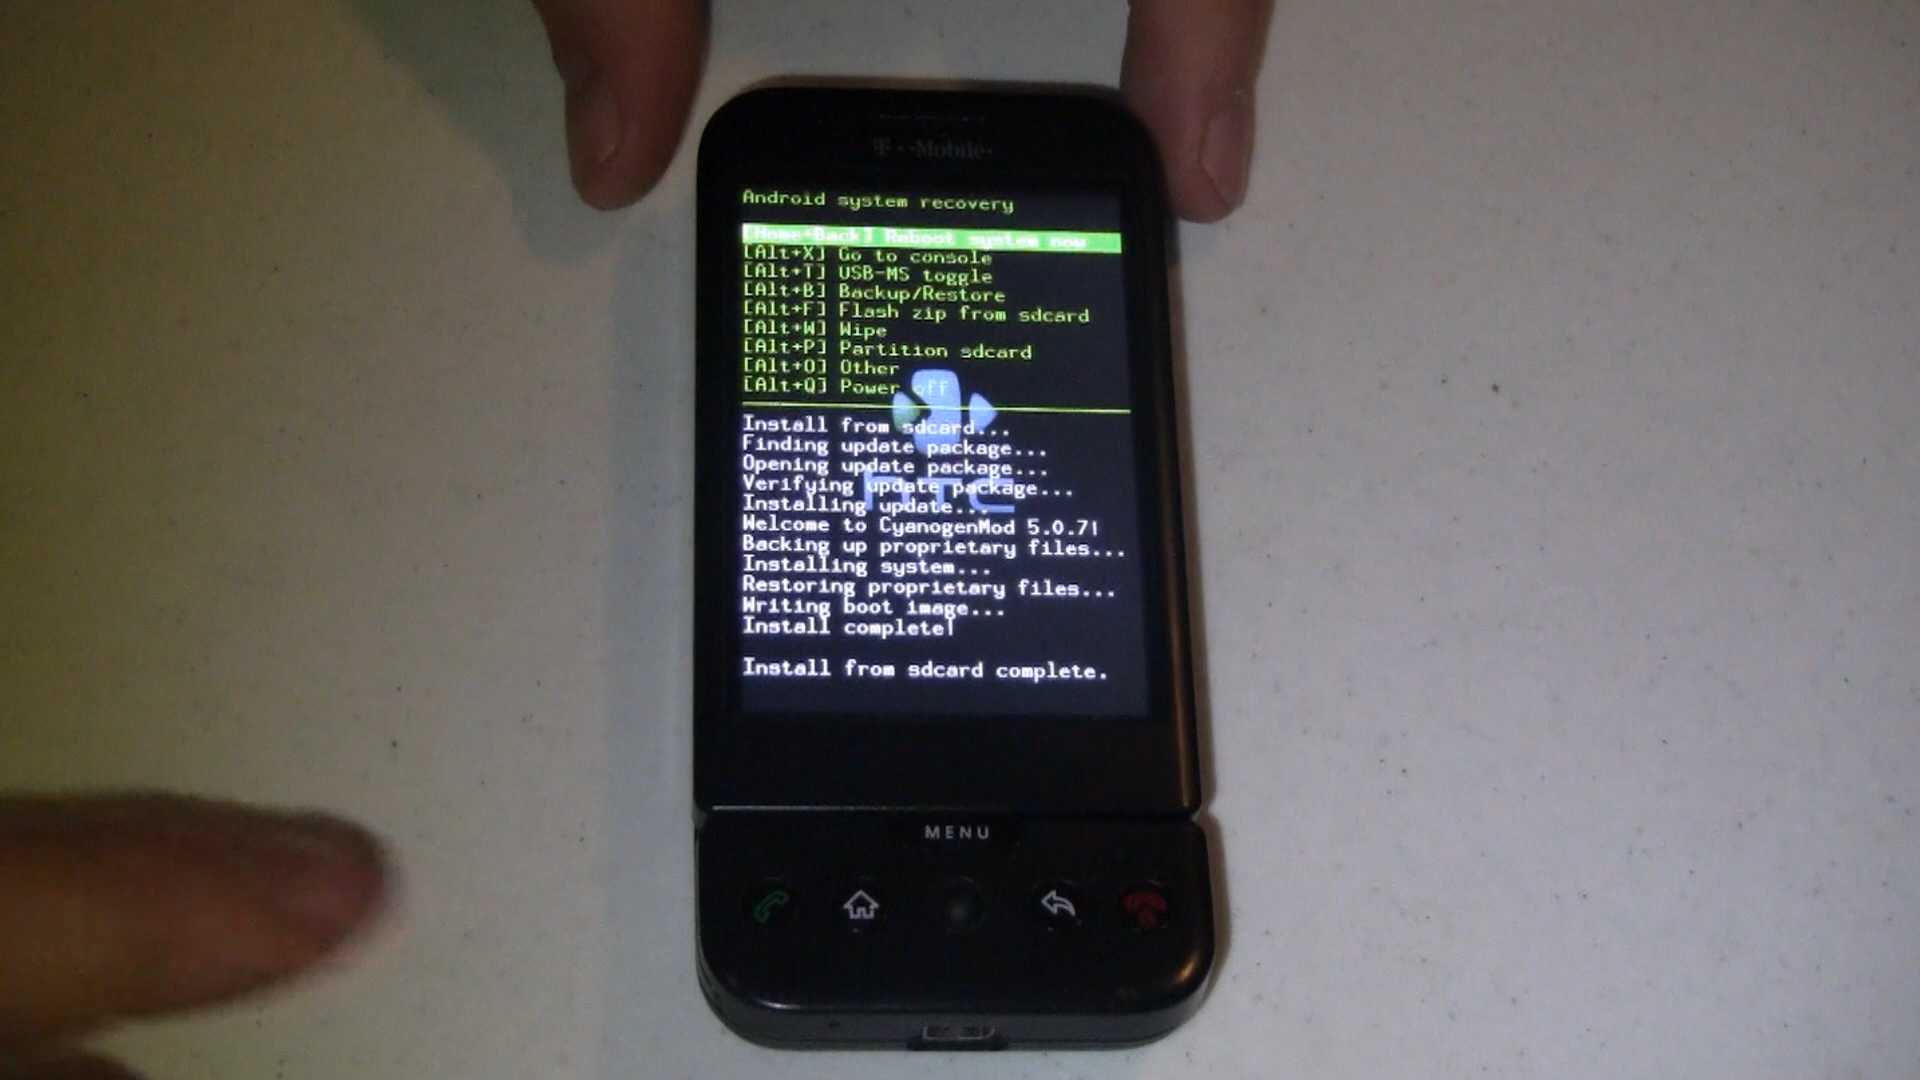 T··Mobile·
Android system recovery
[Home+Back] Reboot system now
[Alt+X] Go to console
[Alt+T] USB-MS toggle
[Alt+B] Backup/Restore
[Alt+F] Flash zip from sdcard
[Alt+W] Wipe
[Alt+P] Partition sdcard
[Alt+O] Other
[Alt+Q] Power off
Install from sdcard...
Finding update package...
Opening update package...
Verifying update package...
hTC
Installing update...
Welcome to CyanogenMod 5.0.7!
Backing up proprietary files...
Installing system...
Restoring proprietary files...
Writing boot image...
Install complete!
Install from sdcard complete.
MENU